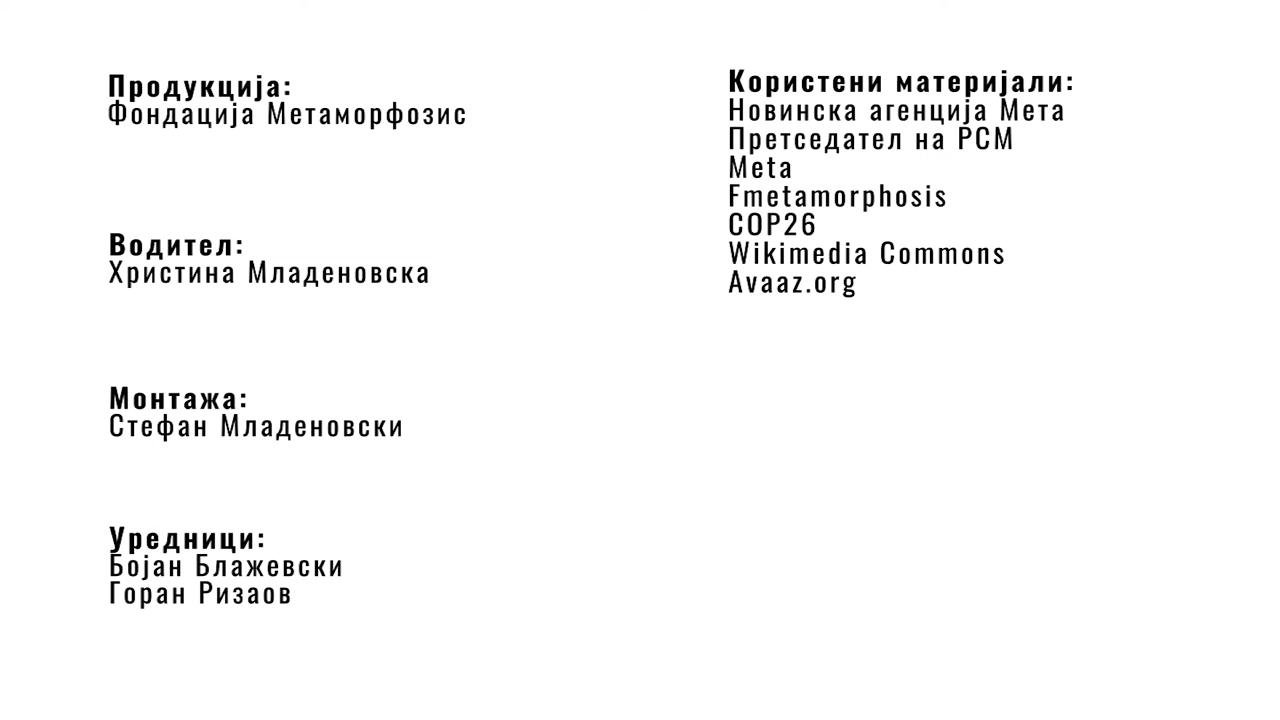 Продукција:
Фондација Метаморфозис
Водител:
Христина Младеновска
Монтажа:
Стефан Младеновски
Уредници:
Бојан Блажевски
Горан Ризаов
Користени материјали:
Новинска агенција Мета
Претседател на РСМ
Meta
Fmetamorphosis
COP26
Wikimedia Commons
Avaaz.org